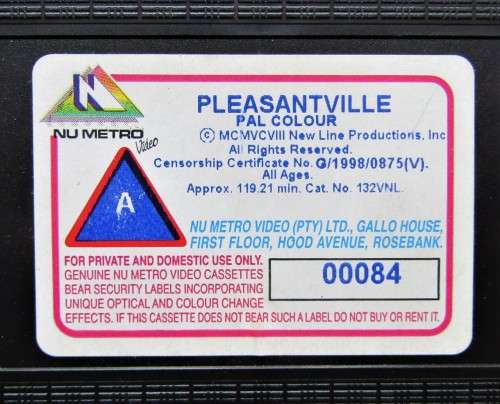 N
NU METRO
Video
PLEASANTVILLE
PAL COLOUR
© MCMVCVIII New Line Productions, Inc
All Rights Reserved.
Censorship Certificate No. G/1998/0875(V).
All Ages.
Approx. 119.21 min. Cat. No. 132VNL.
A
NU METRO VIDEO (PTY) LTD., GALLO HOUSE,
FIRST FLOOR, HOOD AVENUE, ROSEBANK.
FOR PRIVATE AND DOMESTIC USE ONLY.
GENUINE NU METRO VIDEO CASSETTES
BEAR SECURITY LABELS INCORPORATING
UNIQUE OPTICAL AND COLOUR CHANGE
EFFECTS. IF THIS CASSETTE DOES NOT BEAR SUCH A LABEL DO NOT BUY OR RENT IT.
00084